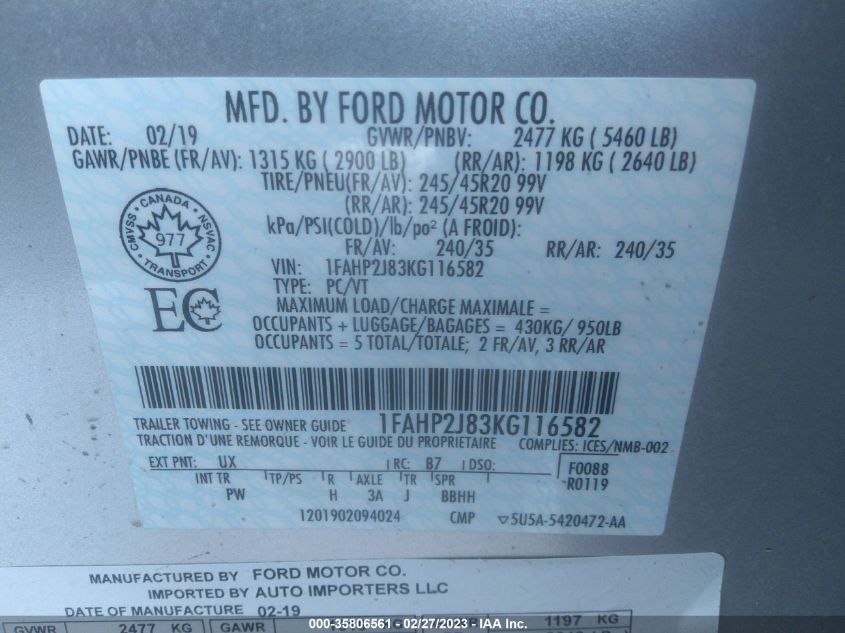 MFD. BY FORD MOTOR CO.
DATE: 02/19 GVWR/PNBV: 2477 KG ( 5460 LB)
GAWR/PNBE (FR/AV): 1315 KG ( 2900 LB) (RR/AR): 1198 KG ( 2640 LB)
TIRE/PNEU(FR/AV): 245/45R20 99V
(RR/AR): 245/45R20 99V
kPa/PSI(COLD)/lb/po² (A FROID):
FR/AV: 240/35 RR/AR: 240/35
CMVSS CANADA NSVAC
977
TRANSPORT
VIN: 1FAHP2J83KG116582
TYPE: PC/VT
EC
MAXIMUM LOAD/CHARGE MAXIMALE =
OCCUPANTS + LUGGAGE/BAGAGES = 430KG/ 950LB
OCCUPANTS = 5 TOTAL/TOTALE; 2 FR/AV, 3 RR/AR
TRAILER TOWING - SEE OWNER GUIDE 1FAHP2J83KG116582
TRACTION D'UNE REMORQUE - VOIR LE GUIDE DU PROPRIETAIRE COMPLIES: ICES/NMB-002
EXT PNT: UX RC: B7 DSO: F0088
INT TR TP/PS R AXLE TR SPR R0119
PW H 3A J BBHH
1201902094024 CMP ▽5U5A-5420472-AA
MANUFACTURED BY FORD MOTOR CO.
IMPORTED BY AUTO IMPORTERS LLC
DATE OF MANUFACTURE 02-19
GVWR 2477 KG GAWR 1197 KG
000-35806561 - 02/27/2023 - IMPACTAUTO.CA